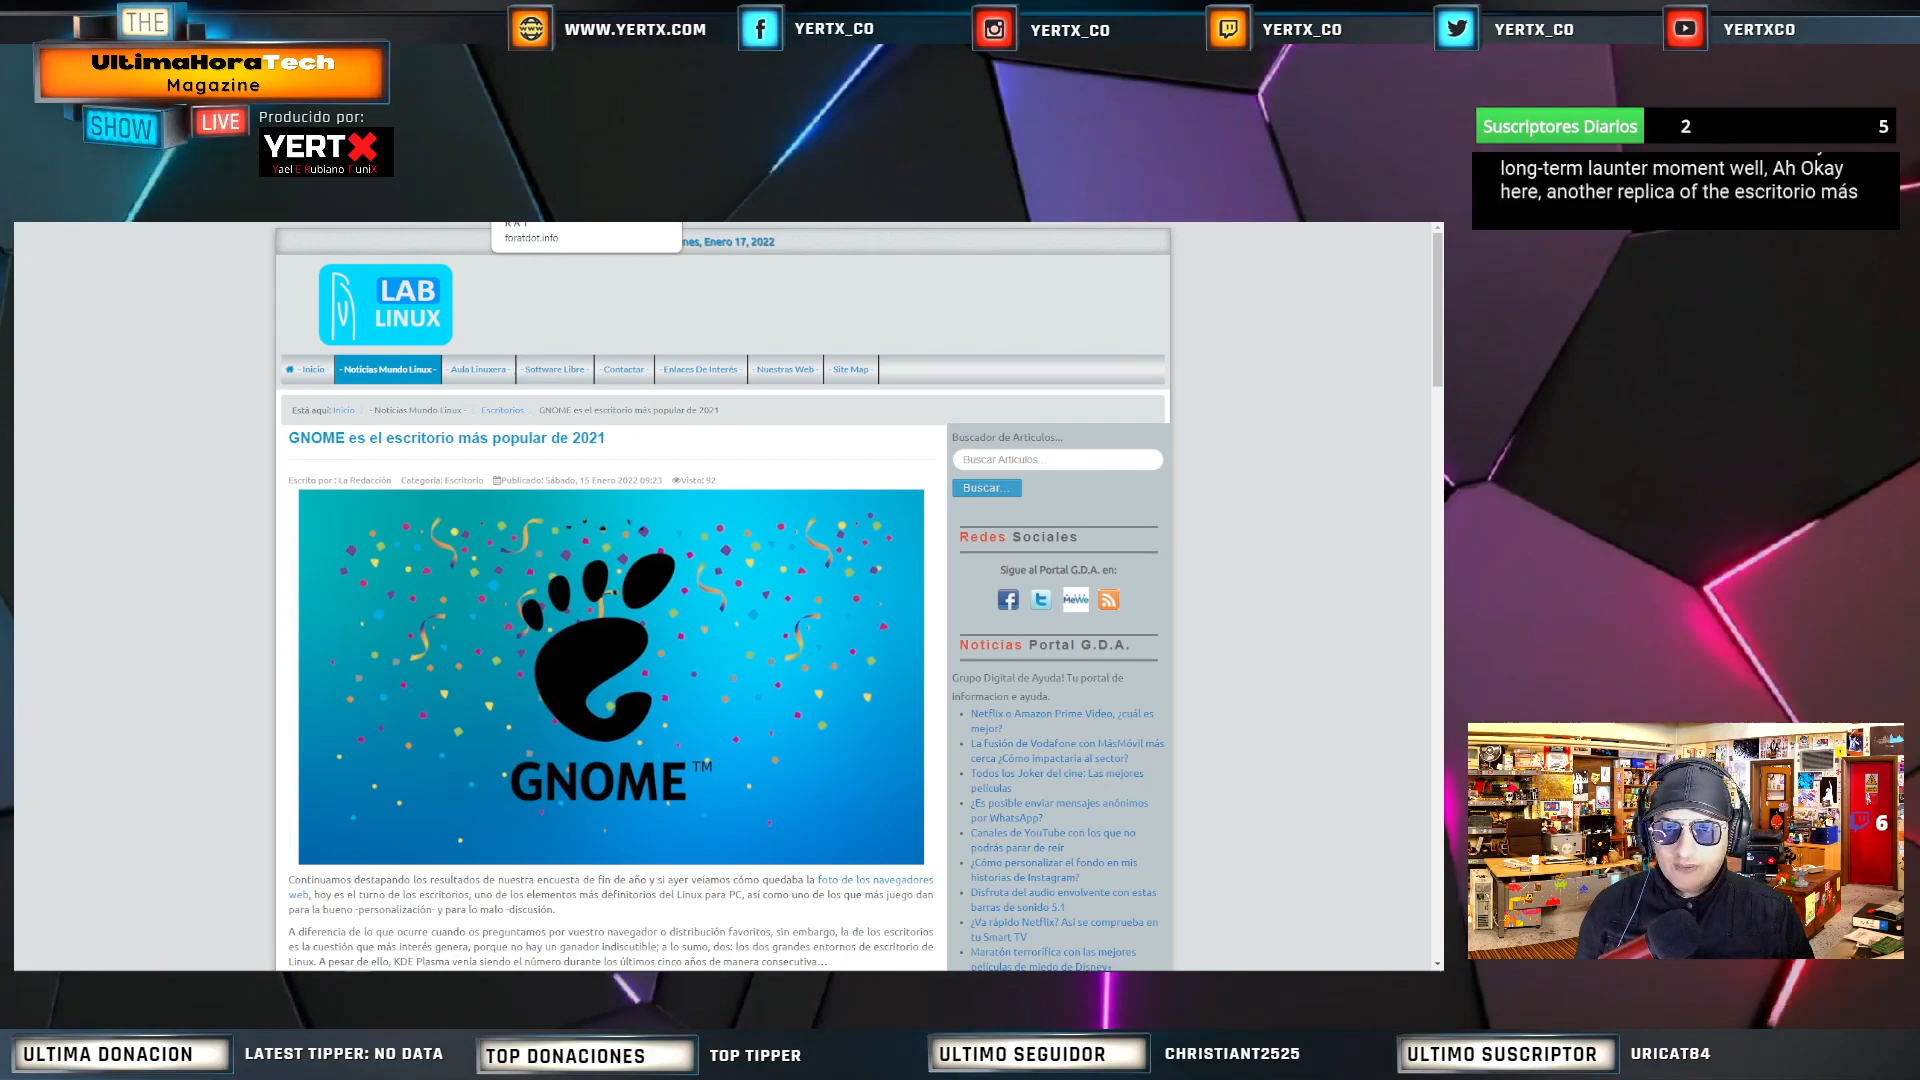 THE
UltimaHoraTech
Magazine
SHOW
LIVE
Producido por:
YERTX
Yael E Rubiano T uniX
WWW.YERTX.COM
YERTX_CO
YERTX_CO
YERTX_CO
YERTX_CO
YERTXCO
Suscriptores Diarios 2 5
long-term launter moment well, Ah Okay
here, another replica of the escritorio más
foratdot.info
nes, Enero 17, 2022
LAB
LINUX
- Inicio -
- Noticias Mundo Linux -
- Aula Linuxera -
- Software Libre -
- Contactar -
- Enlaces De Interés -
- Nuestras Web -
- Site Map -
Está aquí: Inicio - Noticias Mundo Linux - Escritorios GNOME es el escritorio más popular de 2021
GNOME es el escritorio más popular de 2021
Escrito por : La Redacción Categoría: Escritorio Publicado: Sábado, 15 Enero 2022 09:23 Visto: 92
GNOME™
Continuamos destapando los resultados de nuestra encuesta de fin de año y si ayer veíamos cómo quedaba la foto de los navegadores
web, hoy es el turno de los escritorios, uno de los elementos más definitorios del Linux para PC, así como uno de los que más juego dan
para la bueno -personalización- y para lo malo -discusión.
A diferencia de lo que ocurre cuando os preguntamos por vuestro navegador o distribución favoritos, sin embargo, la de los escritorios
es la cuestión que más interés genera, porque no hay un ganador indiscutible; a lo sumo, dos: los dos grandes entornos de escritorio de
Linux. A pesar de ello, KDE Plasma venía siendo el número durante los últimos cinco años de manera consecutiva...
Buscador de Articulos...
Buscar Articulos...
Buscar...
Redes Sociales
Sigue al Portal G.D.A. en:
MeWe
Noticias Portal G.D.A.
Grupo Digital de Ayuda! Tu portal de
informacion e ayuda.
Netflix o Amazon Prime Video, ¿cuál es
mejor?
La fusión de Vodafone con MásMóvil más
cerca ¿Cómo impactaría al sector?
Todos los Joker del cine: Las mejores
películas
¿Es posible enviar mensajes anónimos
por WhatsApp?
Canales de YouTube con los que no
podrás parar de reír
¿Cómo personalizar el fondo en mis
historias de Instagram?
Disfruta del audio envolvente con estas
barras de sonido 5.1
¿Va rápido Netflix? Así se comprueba en
tu Smart TV
Maratón terrorífica con las mejores
películas de miedo de Disney+
6
ULTIMA DONACION
LATEST TIPPER: NO DATA
TOP DONACIONES
TOP TIPPER
ULTIMO SEGUIDOR
CHRISTIANT2525
ULTIMO SUSCRIPTOR
URICAT84